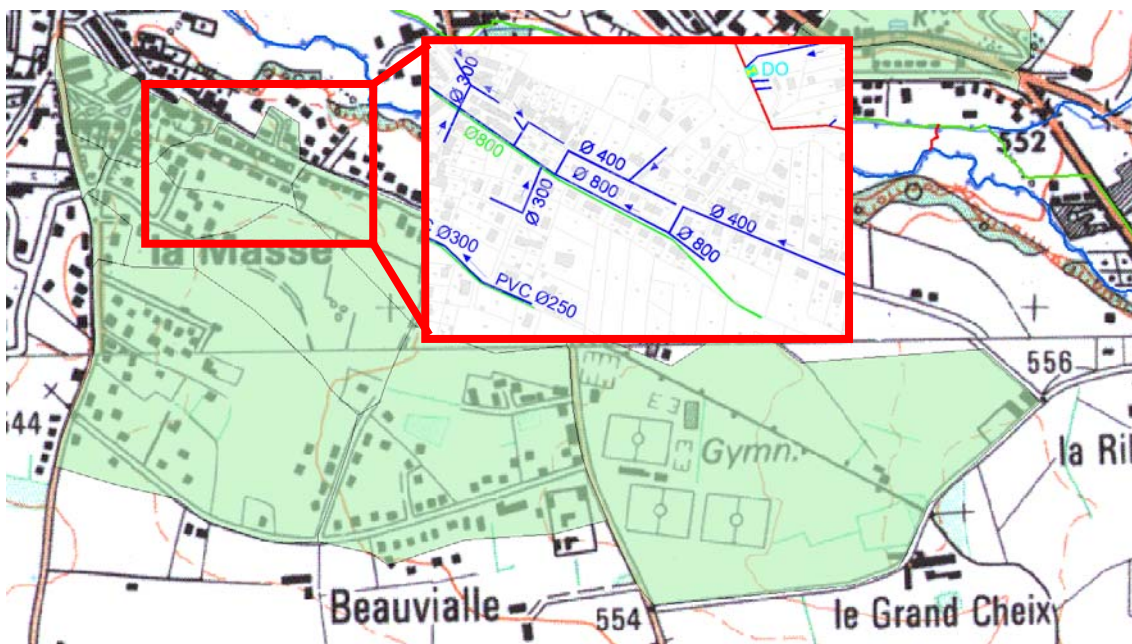 Ø 300
DO
Ø800
Ø 400
Ø 800
Ø 300
Ø 400
Ø 800
Ø300
PVC Ø250
552
la Masse
556
544
Gymn.
la Ri
Beauvialle
554
le Grand Cheix